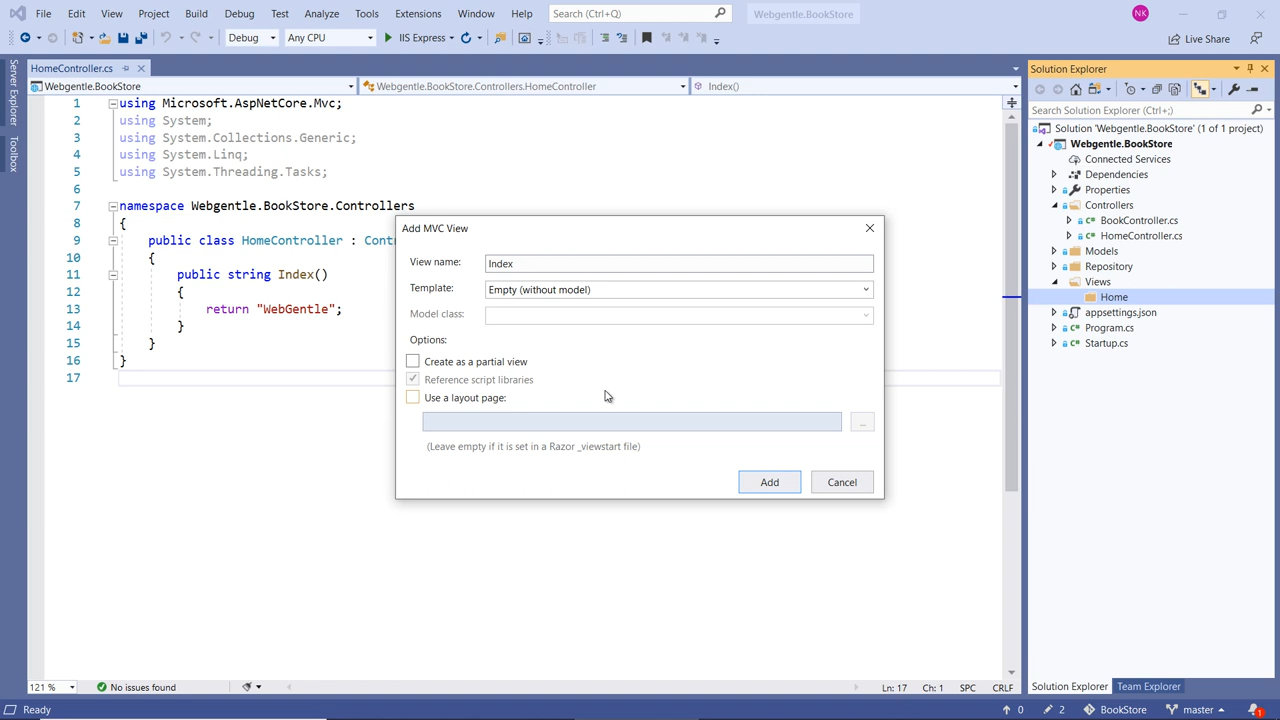 File Edit View Project Build Debug Test Analyze Tools Extensions Window Help Search (Ctrl+Q) Webgentle.BookStore NK
Debug Any CPU IIS Express Live Share
Server Explorer
Toolbox
HomeController.cs
Webgentle.BookStore Webgentle.BookStore.Controllers.HomeController Index()
1 using Microsoft.AspNetCore.Mvc;
2 using System;
3 using System.Collections.Generic;
4 using System.Linq;
5 using System.Threading.Tasks;
6
7 namespace Webgentle.BookStore.Controllers
8 {
9 public class HomeController : Contr
10 {
11 public string Index()
12 {
13 return "WebGentle";
14 }
15 }
16 }
17
Add MVC View
View name: Index
Template: Empty (without model)
Model class:
Options:
Create as a partial view
Reference script libraries
Use a layout page:
...
(Leave empty if it is set in a Razor _viewstart file)
Add Cancel
Solution Explorer
Search Solution Explorer (Ctrl+;)
Solution 'Webgentle.BookStore' (1 of 1 project)
Webgentle.BookStore
Connected Services
Dependencies
Properties
Controllers
C# BookController.cs
C# HomeController.cs
Models
Repository
Views
Home
appsettings.json
C# Program.cs
C# Startup.cs
Solution Explorer Team Explorer
121 % No issues found Ln: 17 Ch: 1 SPC CRLF
Ready 0 2 BookStore master 1